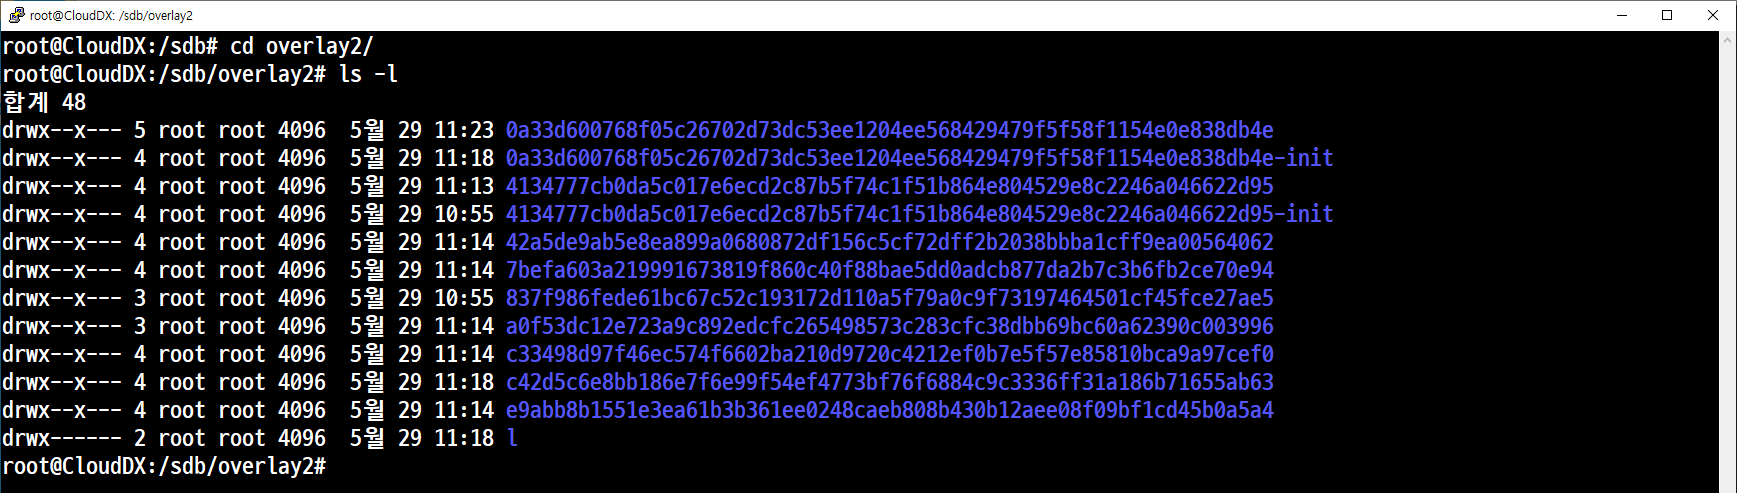 root@CloudDX: /sdb/overlay2
root@CloudDX:/sdb# cd overlay2/
root@CloudDX:/sdb/overlay2# ls -l
합계 48
drwx--x--- 5 root root 4096  5월 29 11:23 0a33d600768f05c26702d73dc53ee1204ee568429479f5f58f1154e0e838db4e
drwx--x--- 4 root root 4096  5월 29 11:18 0a33d600768f05c26702d73dc53ee1204ee568429479f5f58f1154e0e838db4e-init
drwx--x--- 4 root root 4096  5월 29 11:13 4134777cb0da5c017e6ecd2c87b5f74c1f51b864e804529e8c2246a046622d95
drwx--x--- 4 root root 4096  5월 29 10:55 4134777cb0da5c017e6ecd2c87b5f74c1f51b864e804529e8c2246a046622d95-init
drwx--x--- 4 root root 4096  5월 29 11:14 42a5de9ab5e8ea899a0680872df156c5cf72dff2b2038bbba1cff9ea00564062
drwx--x--- 4 root root 4096  5월 29 11:14 7befa603a219991673819f860c40f88bae5dd0adcb877da2b7c3b6fb2ce70e94
drwx--x--- 3 root root 4096  5월 29 10:55 837f986fede61bc67c52c193172d110a5f79a0c9f73197464501cf45fce27ae5
drwx--x--- 3 root root 4096  5월 29 11:14 a0f53dc12e723a9c892edcfc265498573c283cfc38dbb69bc60a62390c003996
drwx--x--- 4 root root 4096  5월 29 11:14 c33498d97f46ec574f6602ba210d9720c4212ef0b7e5f57e85810bca9a97cef0
drwx--x--- 4 root root 4096  5월 29 11:18 c42d5c6e8bb186e7f6e99f54ef4773bf76f6884c9c3336ff31a186b71655ab63
drwx--x--- 4 root root 4096  5월 29 11:14 e9abb8b1551e3ea61b3b361ee0248caeb808b430b12aee08f09bf1cd45b0a5a4
drwx------ 2 root root 4096  5월 29 11:18 l
root@CloudDX:/sdb/overlay2#